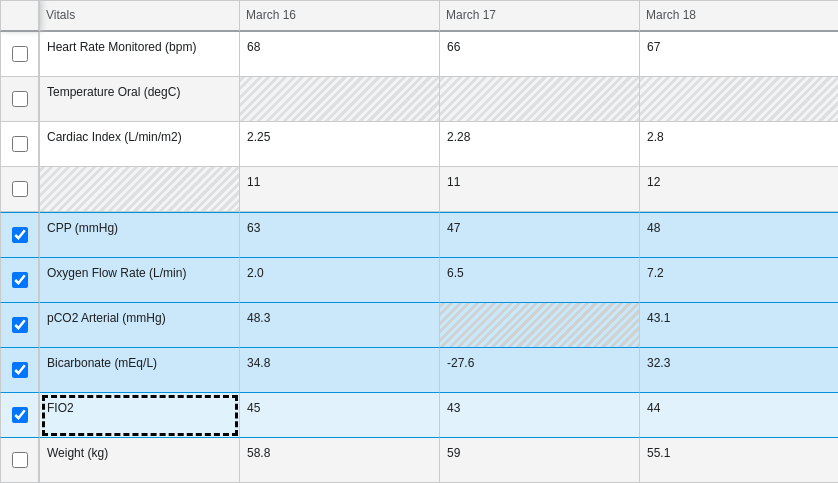 Vitals March 16 March 17 March 18
Heart Rate Monitored (bpm) 68 66 67
Temperature Oral (degC)
Cardiac Index (L/min/m2) 2.25 2.28 2.8
11 11 12
CPP (mmHg) 63 47 48
Oxygen Flow Rate (L/min) 2.0 6.5 7.2
pCO2 Arterial (mmHg) 48.3 43.1
Bicarbonate (mEq/L) 34.8 -27.6 32.3
FIO2 45 43 44
Weight (kg) 58.8 59 55.1